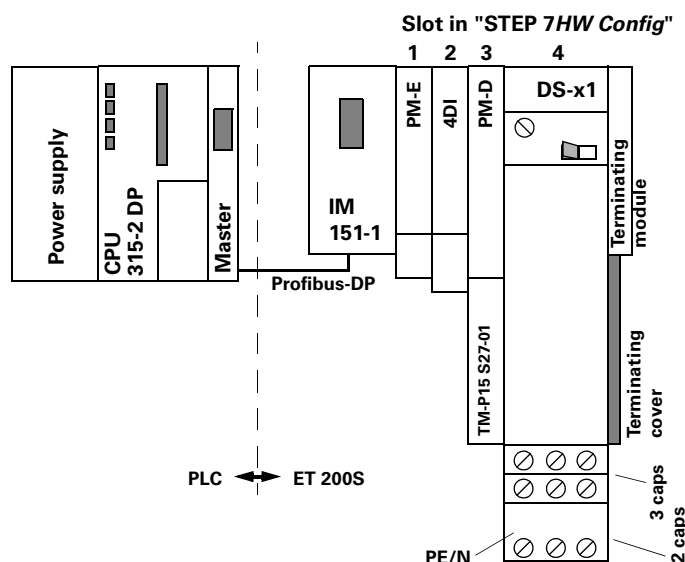 Slot in "STEP 7HW Config"
1 2 3 4
Power supply
CPU
315-2 DP
Master
IM
151-1
PM-E
4DI
PM-D
DS-x1
Terminating
module
Profibus-DP
TM-P15 S27-01
Terminating
cover
PLC
ET 200S
3 caps
2 caps
PE/N